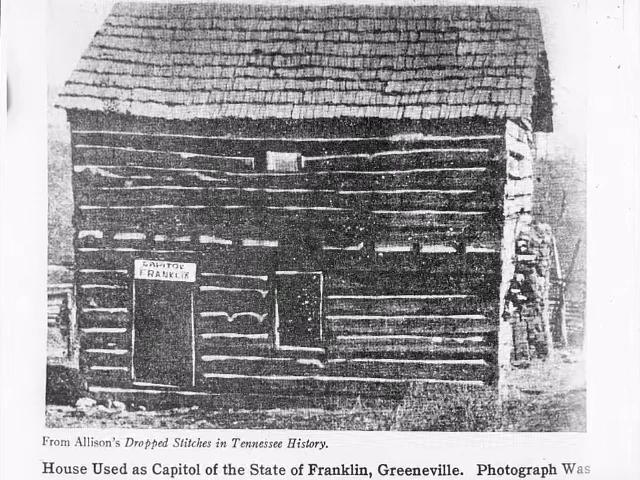 CAPITOL
FRANKLIN
From Allison's Dropped Stitches in Tennessee History.
House Used as Capitol of the State of Franklin, Greeneville. Photograph Was